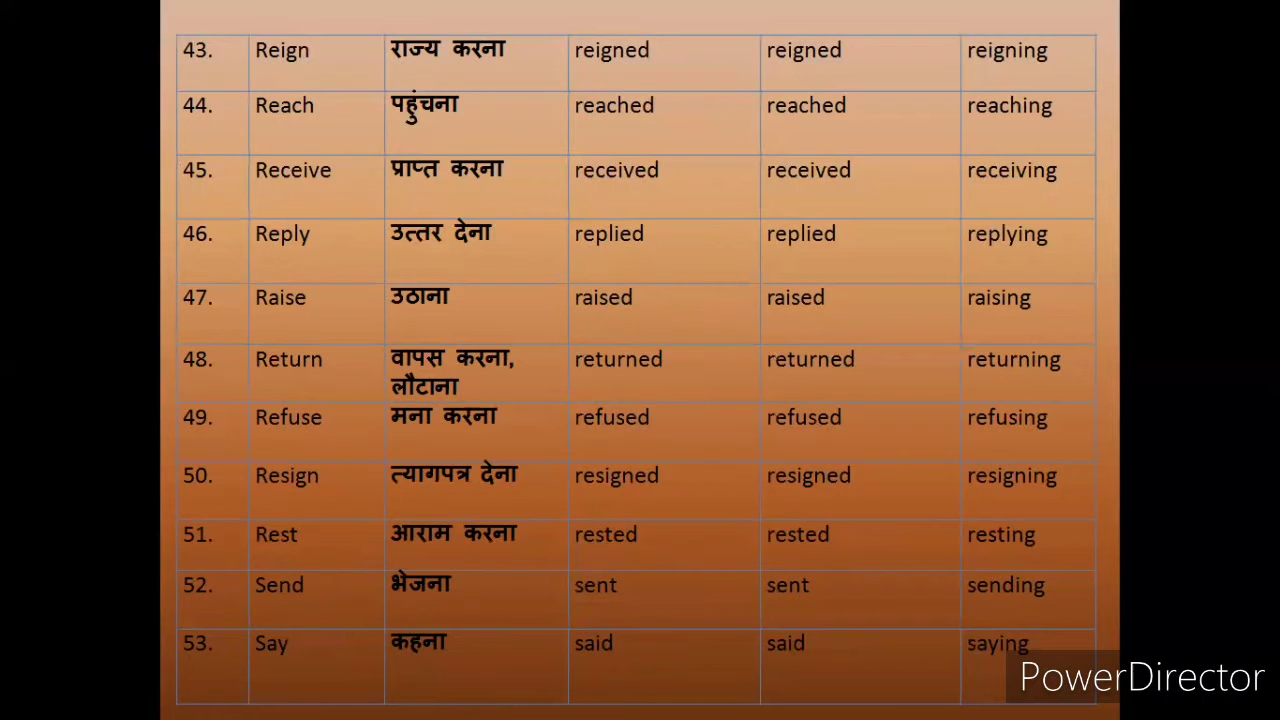 43. Reign राज्य करना reigned reigned reigning
44. Reach पहुंचना reached reached reaching
45. Receive प्राप्त करना received received receiving
46. Reply उत्तर देना replied replied replying
47. Raise उठाना raised raised raising
48. Return वापस करना, returned returned returning
लौटाना
49. Refuse मना करना refused refused refusing
50. Resign त्यागपत्र देना resigned resigned resigning
51. Rest आराम करना rested rested resting
52. Send भेजना sent sent sending
53. Say कहना said said saying
PowerDirector